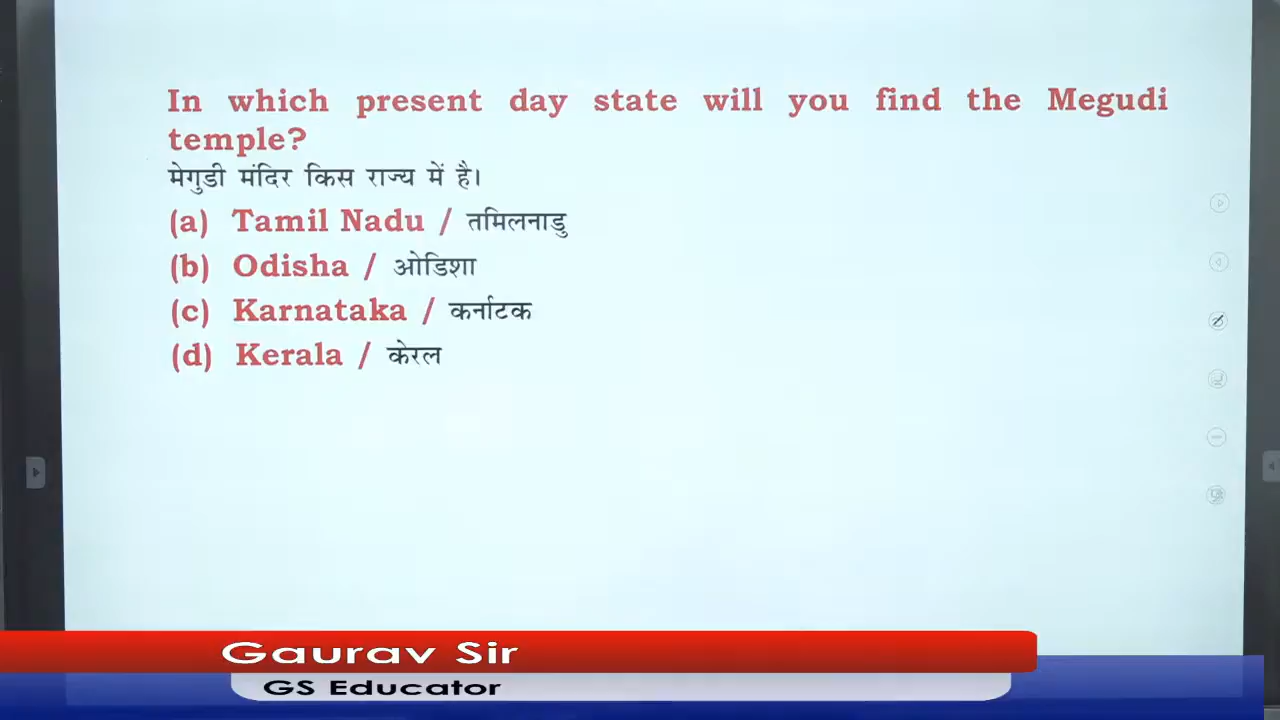 In which present day state will you find the Megudi
temple?
मेगुडी मंदिर किस राज्य में है।
(a) Tamil Nadu / तमिलनाडु
(b) Odisha / ओडिशा
(c) Karnataka / कर्नाटक
(d) Kerala / केरल
Gaurav Sir
GS Educator